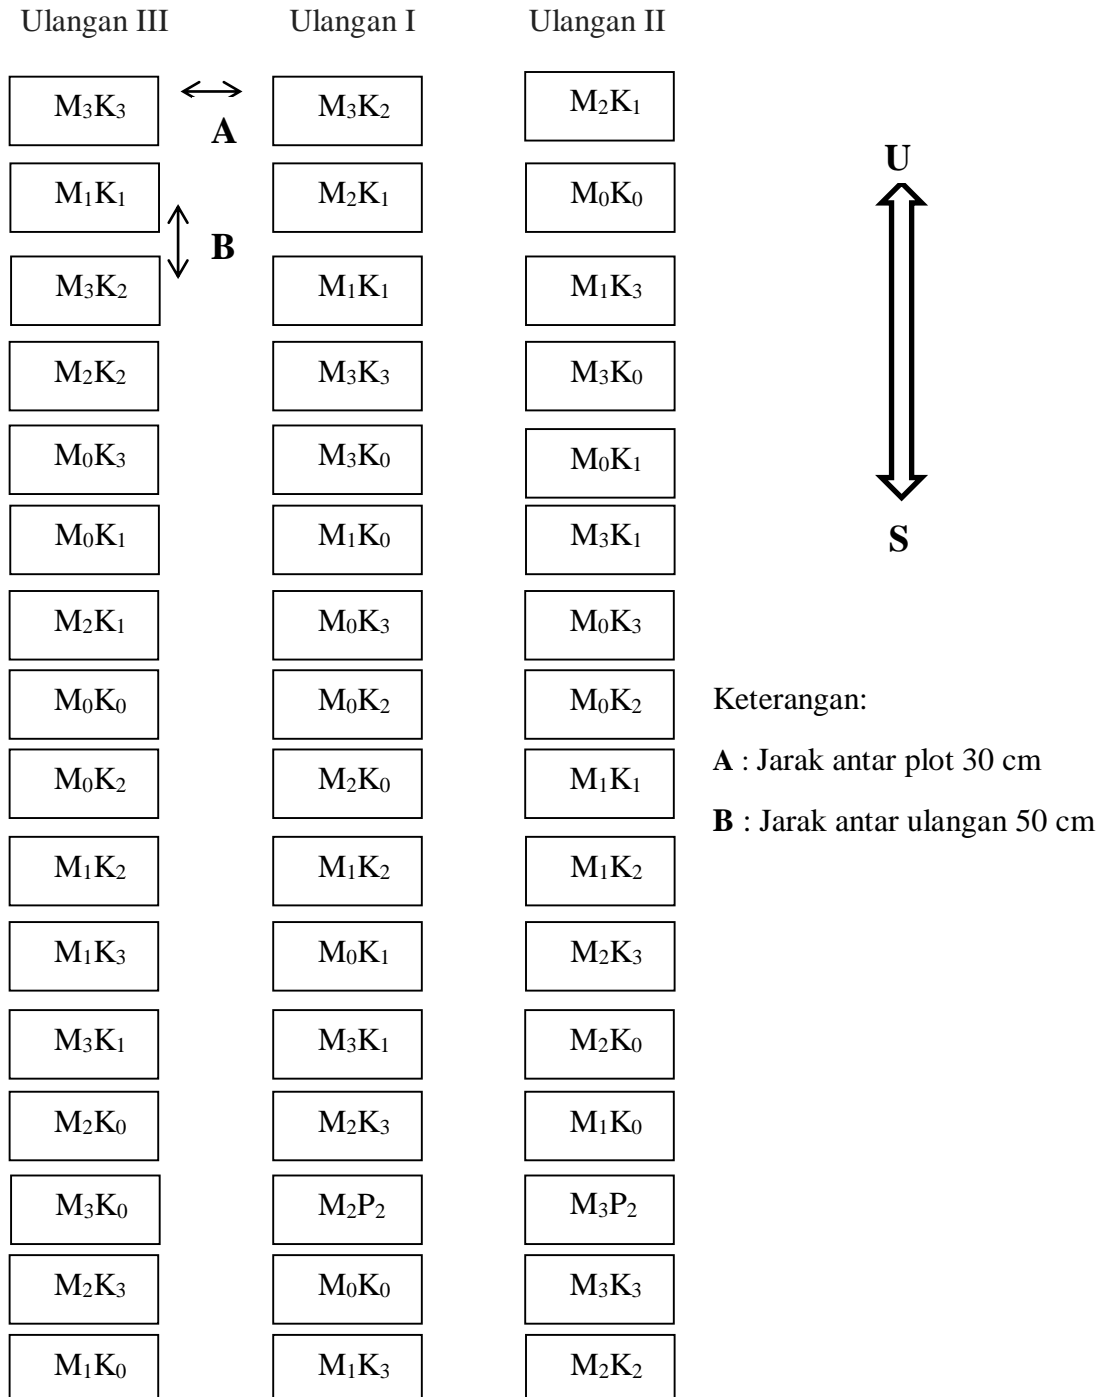 Ulangan III Ulangan I Ulangan II
M₃K₃ M₃K₂ M₂K₁
A
M₁K₁ M₂K₁ M₀K₀
B
M₃K₂ M₁K₁ M₁K₃
M₂K₂ M₃K₃ M₃K₀
M₀K₃ M₃K₀ M₀K₁
M₀K₁ M₁K₀ M₃K₁
M₂K₁ M₀K₃ M₀K₃
M₀K₀ M₀K₂ M₀K₂
M₀K₂ M₂K₀ M₁K₁
M₁K₂ M₁K₂ M₁K₂
M₁K₃ M₀K₁ M₂K₃
M₃K₁ M₃K₁ M₂K₀
M₂K₀ M₂K₃ M₁K₀
M₃K₀ M₂P₂ M₃P₂
M₂K₃ M₀K₀ M₃K₃
M₁K₀ M₁K₃ M₂K₂
U
S
Keterangan:
A : Jarak antar plot 30 cm
B : Jarak antar ulangan 50 cm